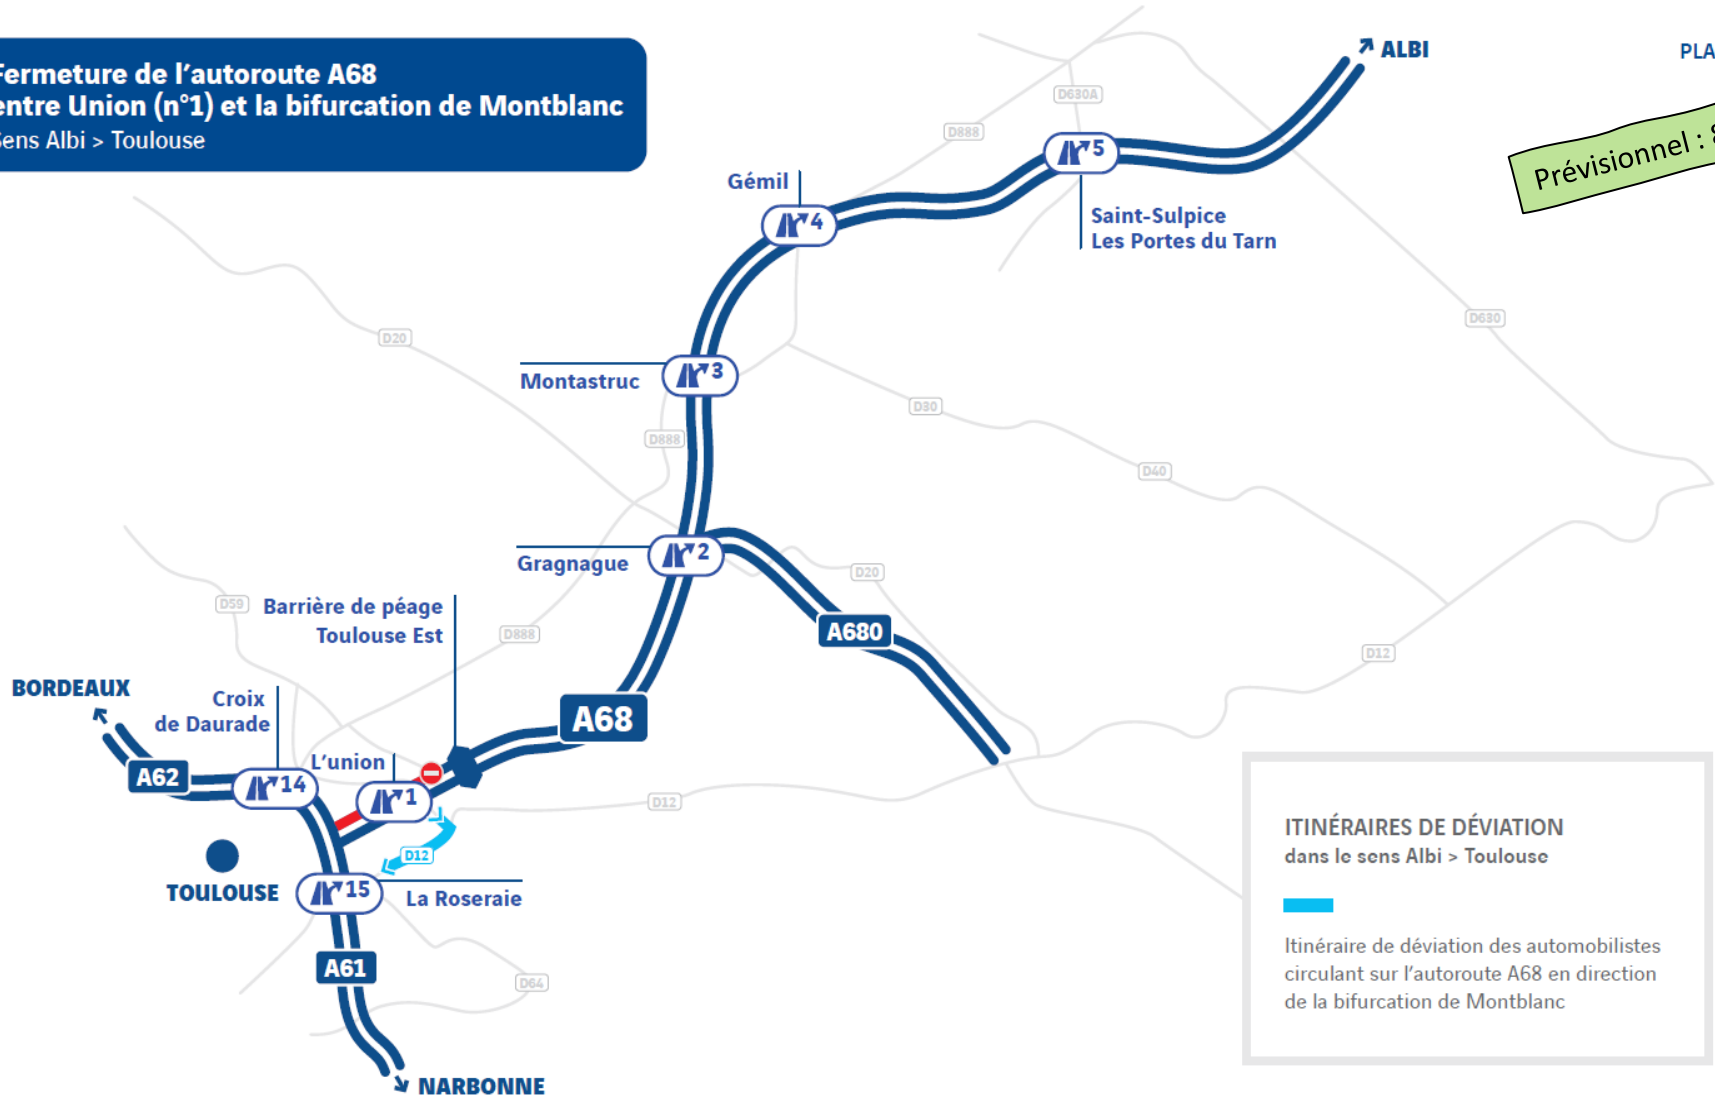 Fermeture de l'autoroute A68
entre Union (n°1) et la bifurcation de Montblanc
Sens Albi > Toulouse
ALBI
PLA
Prévisionnel :
D630A
D888
5
Gémil
4
Saint-Sulpice
Les Portes du Tarn
D20
D630
3
Montastruc
D30
D888
D40
2
Gragnague
D20
D59
Barrière de péage
Toulouse Est
D888
A680
D12
BORDEAUX
Croix
de Daurade
A68
L'union
A62
14
1
D12
D12
TOULOUSE
15
La Roseraie
A61
D64
NARBONNE
ITINÉRAIRES DE DÉVIATION
dans le sens Albi > Toulouse
Itinéraire de déviation des automobilistes
circulant sur l'autoroute A68 en direction
de la bifurcation de Montblanc